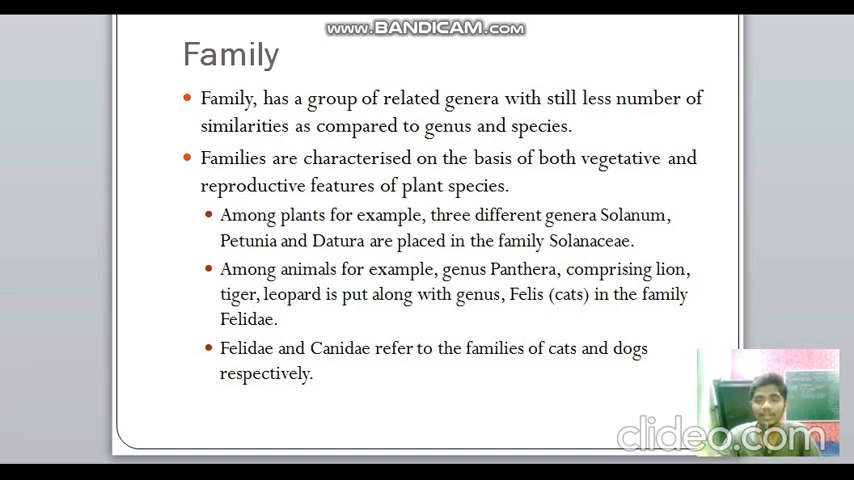 www.BANDICAM.com
Family
Family, has a group of related genera with still less number of
similarities as compared to genus and species.
Families are characterised on the basis of both vegetative and
reproductive features of plant species.
Among plants for example, three different genera Solanum,
Petunia and Datura are placed in the family Solanaceae.
Among animals for example, genus Panthera, comprising lion,
tiger, leopard is put along with genus, Felis (cats) in the family
Felidae.
Felidae and Canidae refer to the families of cats and dogs
respectively.
clideo.com